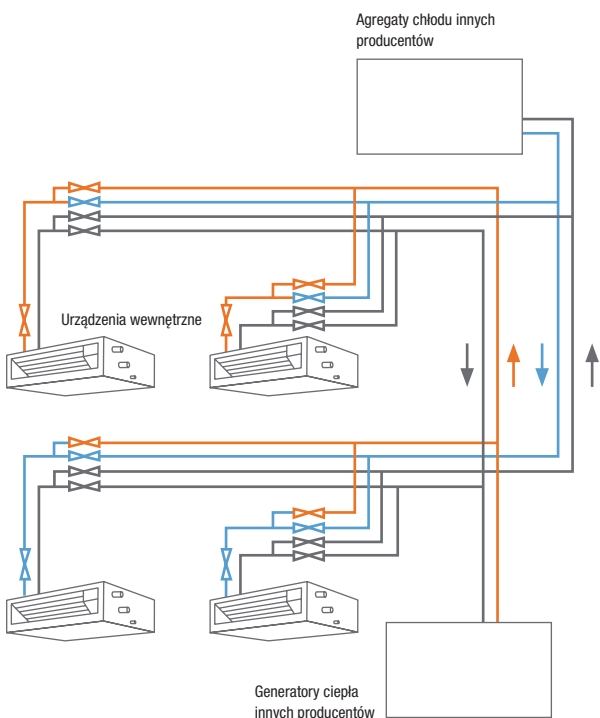 Agregaty chłodu innych
producentów
Urządzenia wewnętrzne
Generatory ciepła
innych producentów